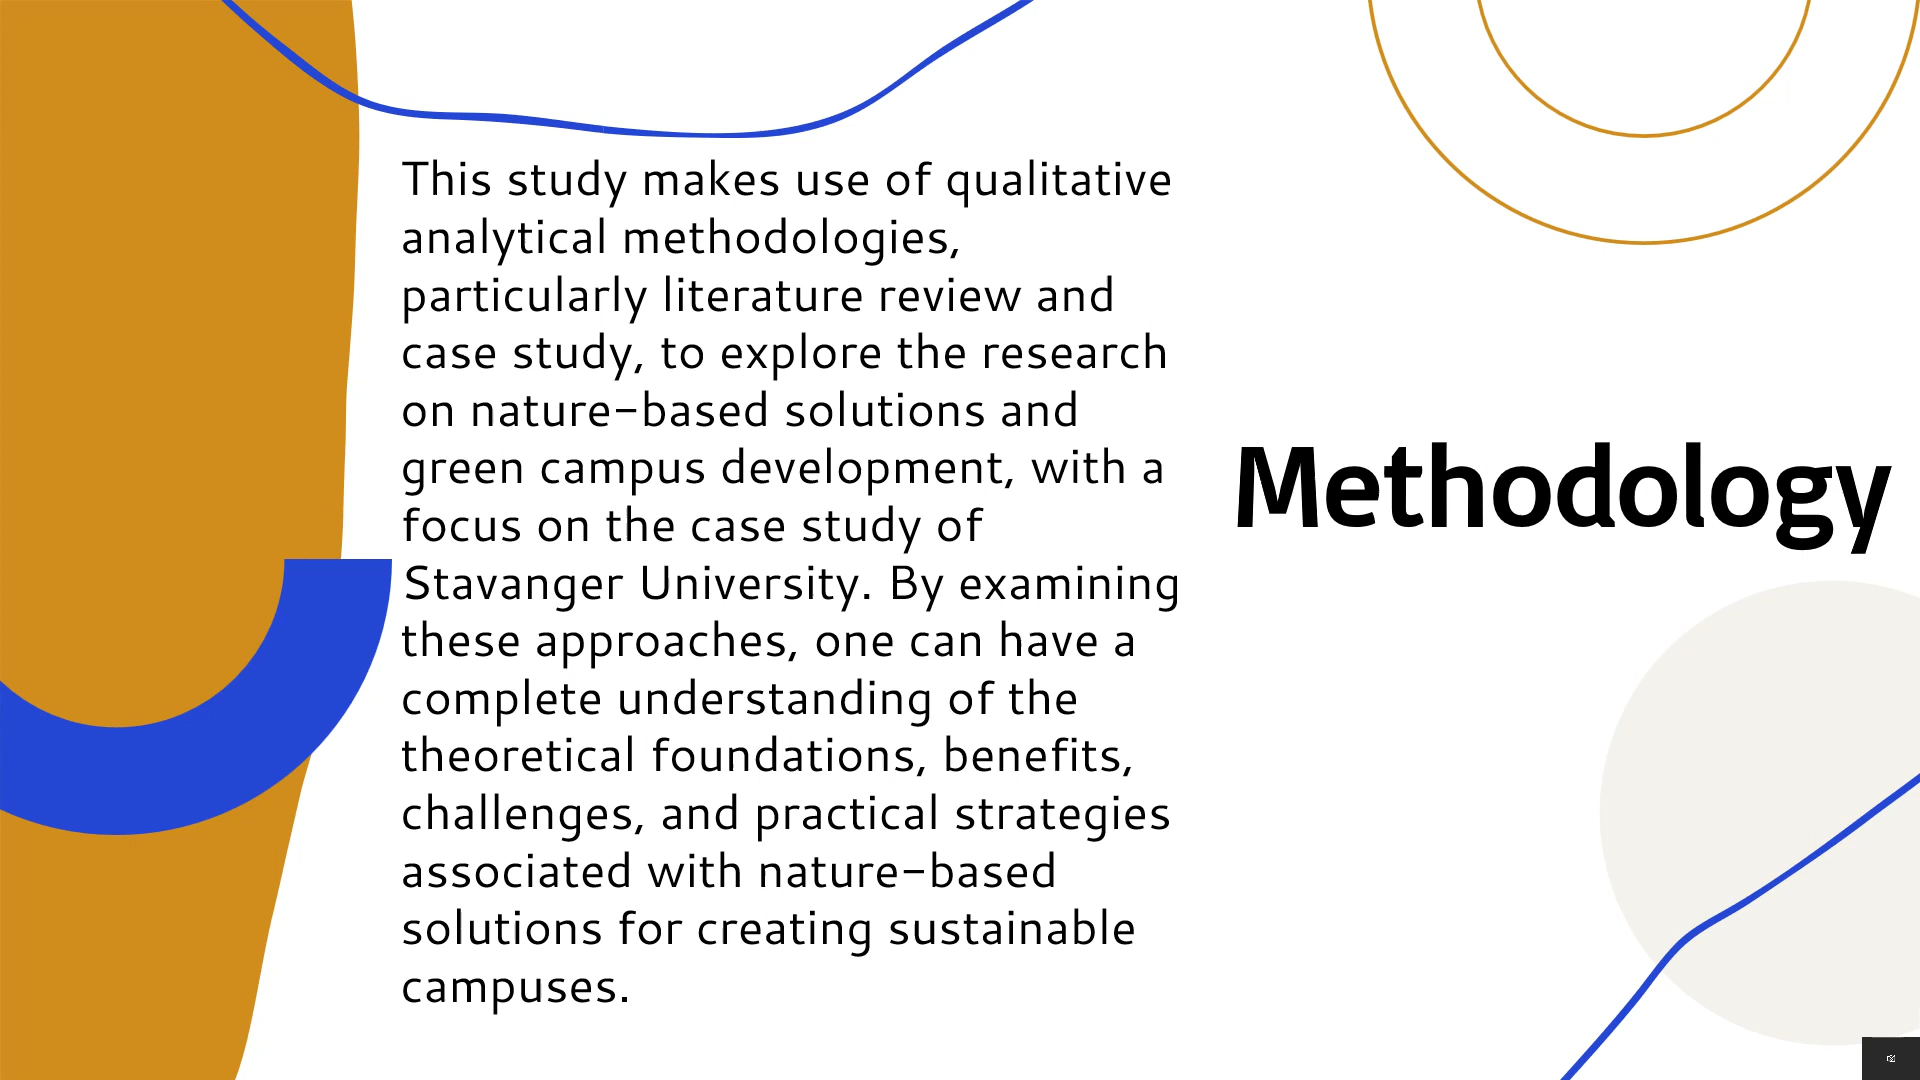 This study makes use of qualitative
analytical methodologies,
particularly literature review and
case study, to explore the research
on nature-based solutions and
green campus development, with a
focus on the case study of
Stavanger University. By examining
these approaches, one can have a
complete understanding of the
theoretical foundations, benefits,
challenges, and practical strategies
associated with nature-based
solutions for creating sustainable
campuses.
Methodology